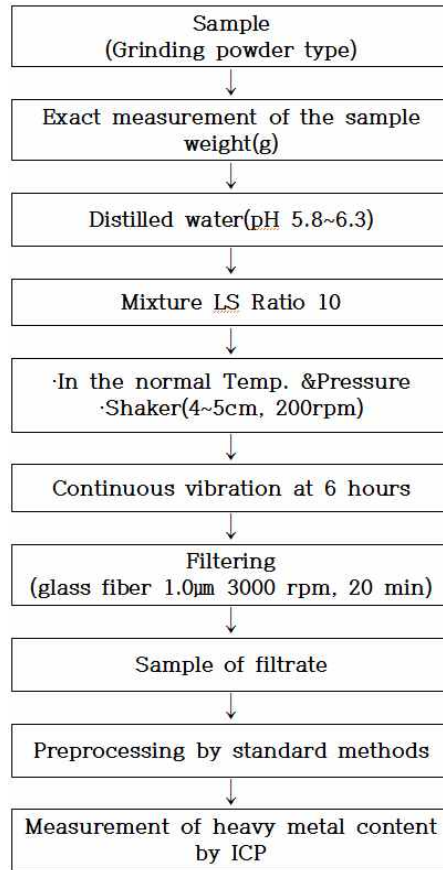 Sample
(Grinding powder type)
Exact measurement of the sample
weight(g)
Distilled water(pH 5.8~6.3)
Mixture LS Ratio 10
·In the normal Temp. &Pressure
·Shaker(4~5cm, 200rpm)
Continuous vibration at 6 hours
Filtering
(glass fiber 1.0μm 3000 rpm, 20 min)
Sample of filtrate
Preprocessing by standard methods
Measurement of heavy metal content
by ICP